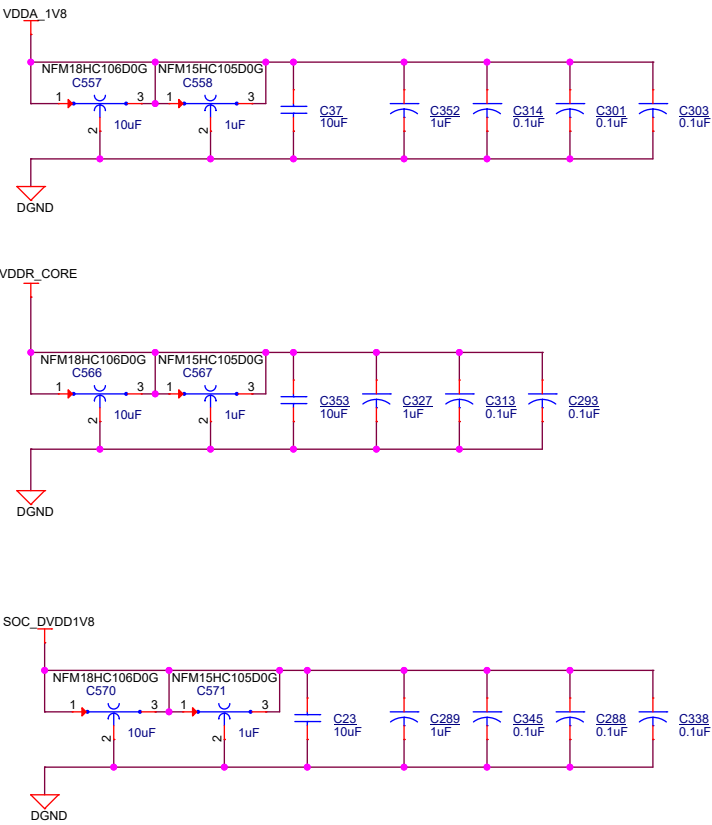 VDDA_1V8
NFM18HC106D0G NFM15HC105D0G
C557 C558
1 3 1 3
C37 C352 C314 C301 C303
2 10uF 2 1uF 10uF 1uF 0.1uF 0.1uF 0.1uF
DGND
VDDR_CORE
NFM18HC106D0G NFM15HC105D0G
C566 C567
1 3 1 3
C353 C327 C313 C293
2 10uF 2 1uF 10uF 1uF 0.1uF 0.1uF
DGND
SOC_DVDD1V8
NFM18HC106D0G NFM15HC105D0G
C570 C571
1 3 1 3
C23 C289 C345 C288 C338
2 10uF 2 1uF 10uF 1uF 0.1uF 0.1uF 0.1uF
DGND